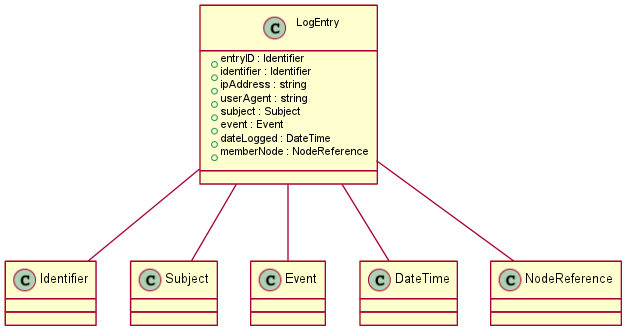 C LogEntry
entryID : Identifier
identifier : Identifier
ipAddress : string
userAgent : string
subject : Subject
event : Event
dateLogged : DateTime
memberNode : NodeReference
C Identifier
C Subject
C Event
C DateTime
C NodeReference